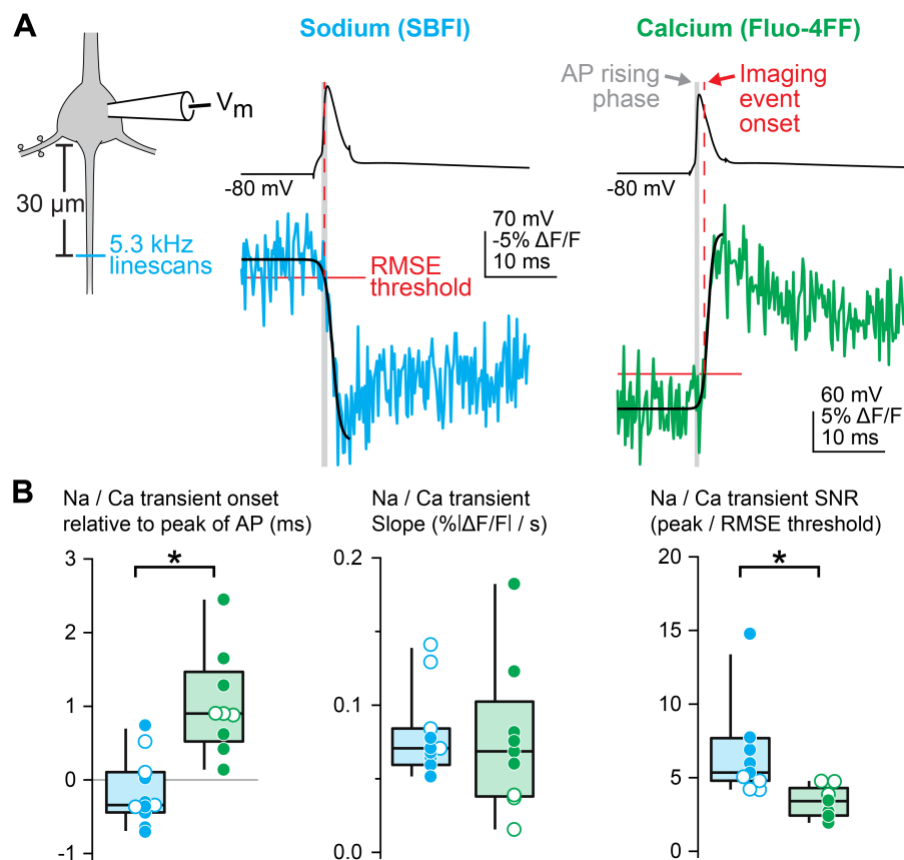 A
Sodium (SBFI)
Calcium (Fluo-4FF)
Vm
30 μm
5.3 kHz
linescans
-80 mV
70 mV
-5% ΔF/F
10 ms
RMSE
threshold
AP rising
phase
Imaging
event
onset
-80 mV
60 mV
5% ΔF/F
10 ms
B
Na / Ca transient onset
relative to peak of AP (ms)
3
2
1
0
-1
*
Na / Ca transient
Slope (%|ΔF/F| / s)
0.2
0.1
0.0
Na / Ca transient SNR
(peak / RMSE threshold)
20
15
10
5
0
*